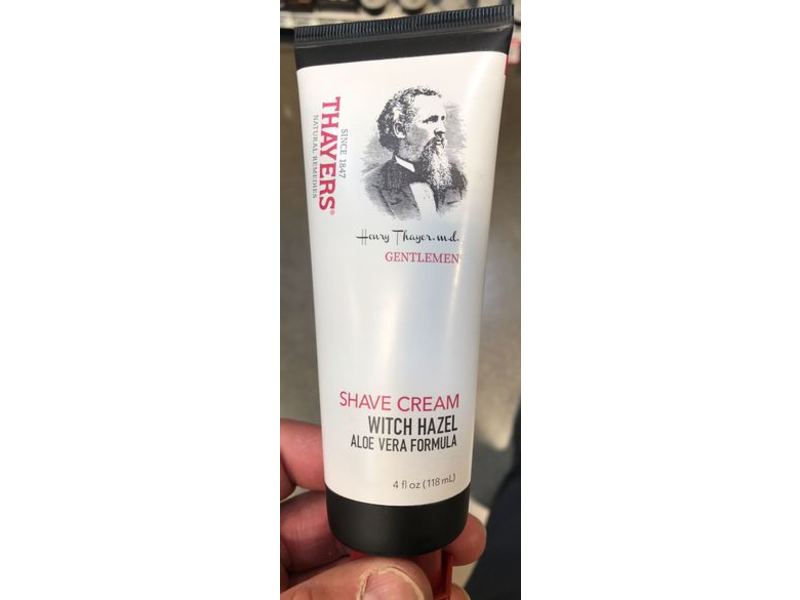 SINCE 1847
THAYERS®
NATURAL REMEDIES
Henry Thayer, m.d.
GENTLEMEN
SHAVE CREAM
WITCH HAZEL
ALOE VERA FORMULA
4 fl oz (118 mL)